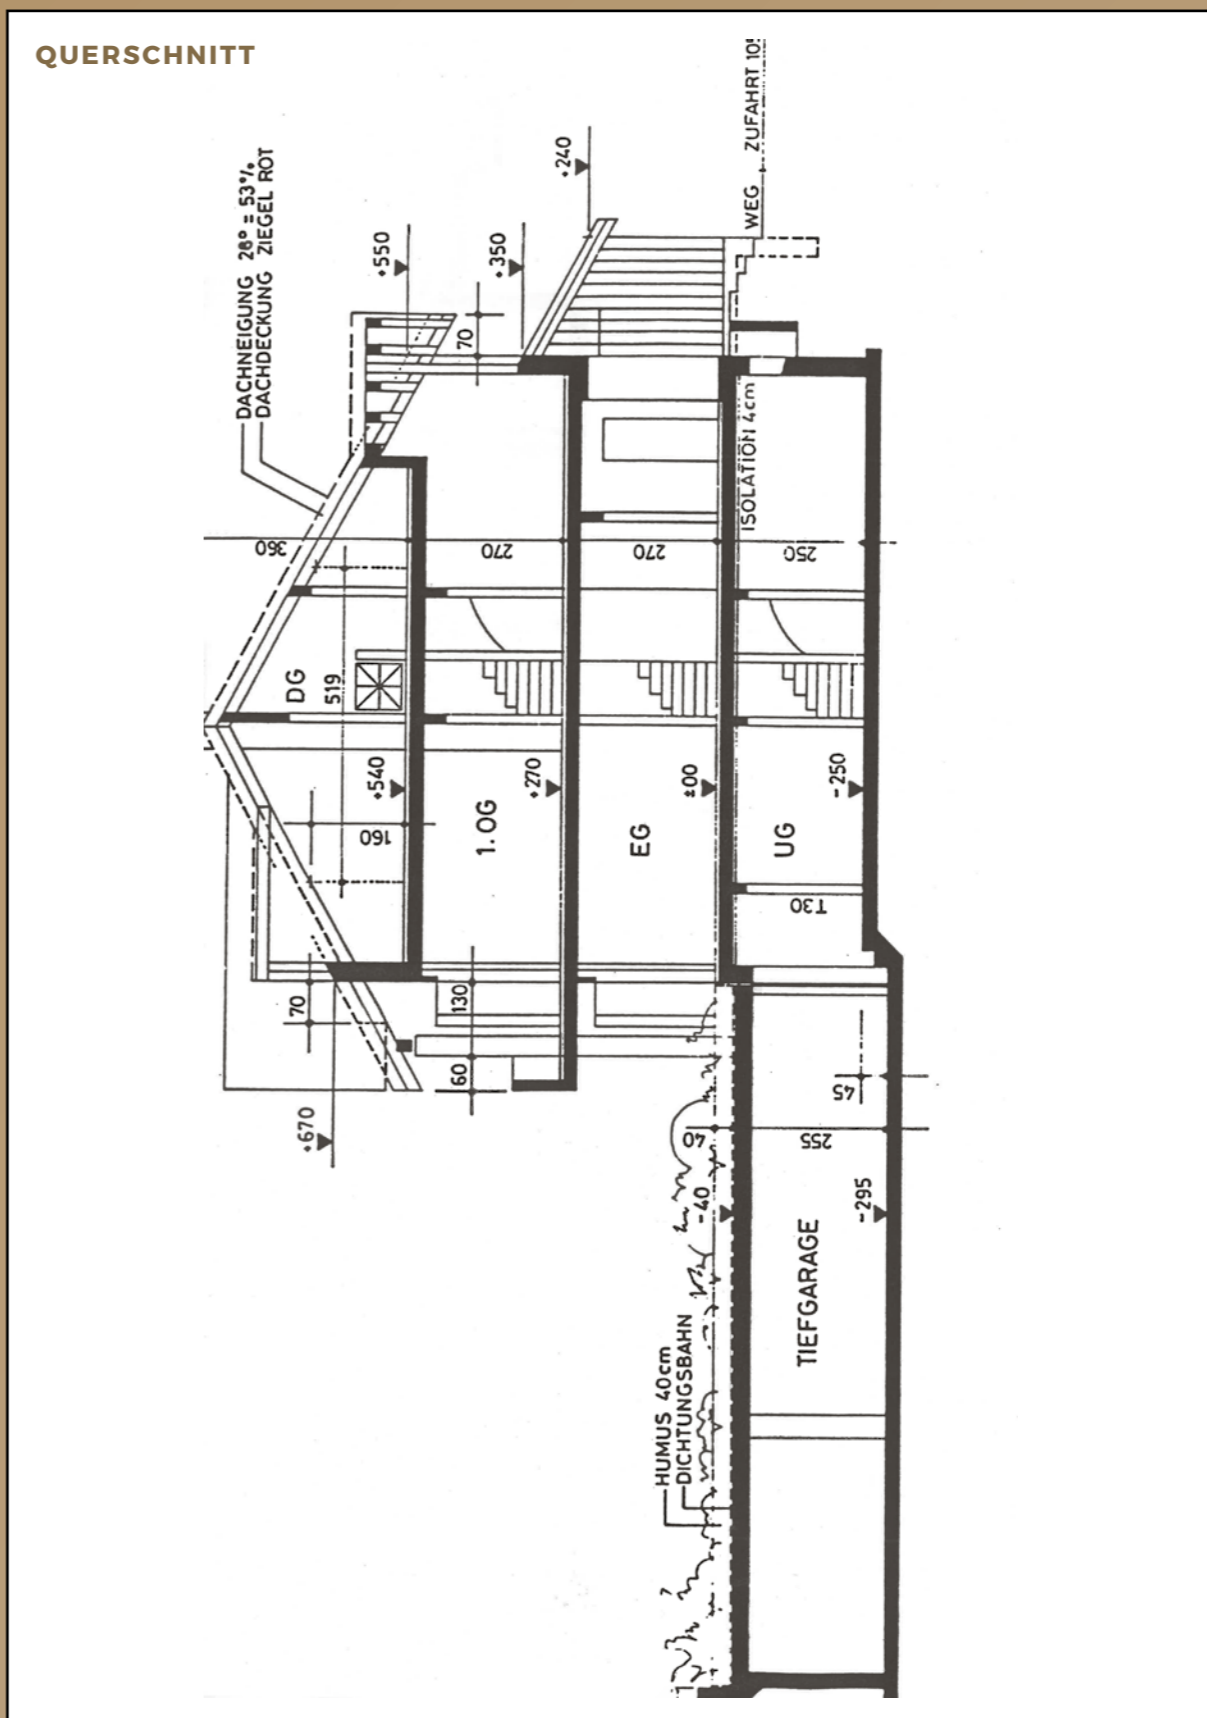 QUERSCHNITT
DACHNEIGUNG 28° = 53%
DACHDECKUNG ZIEGEL ROT
+550
+350
+240
WEG ZUFAHRT
70
ISOLATION 4cm
360
270
270
250
DG
519
+540
+270
±00
-250
160
1.OG
EG
UG
T30
70
130
60
+670
45
40
255
-40
-295
TIEFGARAGE
HUMUS 40cm
DICHTUNGSBAHN